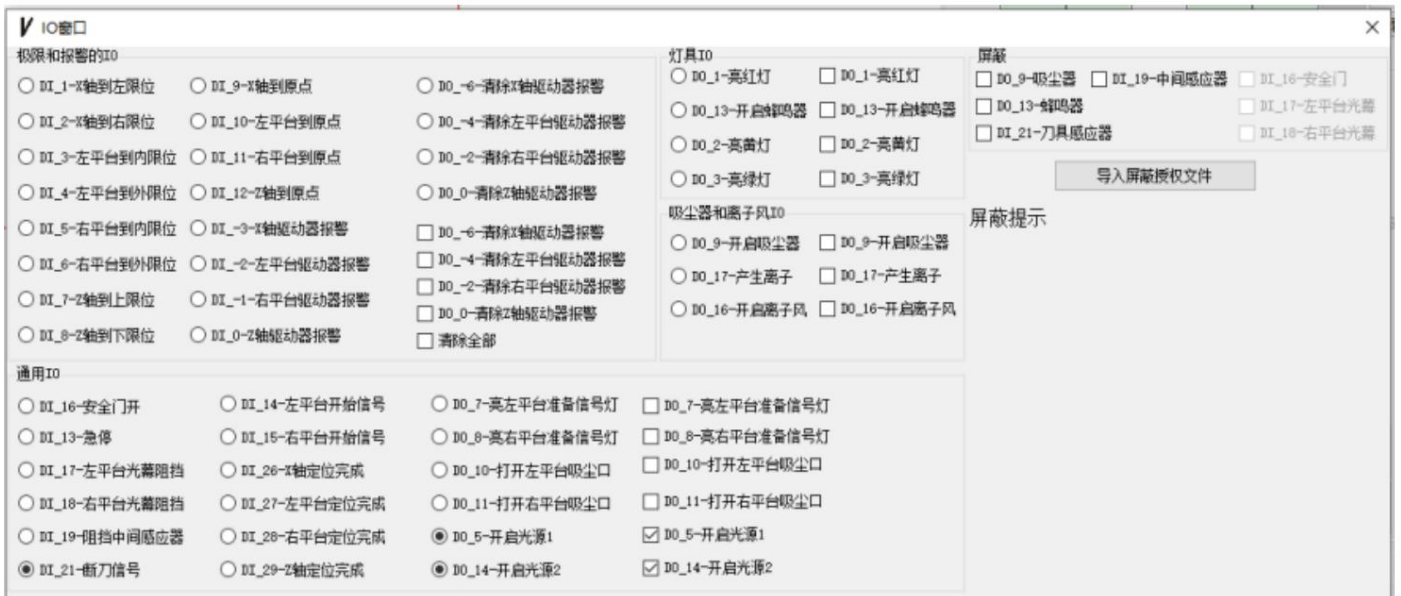 IO窗口
极限和报警的IO
DI_1-X轴到左限位 DI_9-X轴到原点 DO_-6-清除X轴驱动器报警
DI_2-X轴到右限位 DI_10-左平台到原点 DO_-4-清除左平台驱动器报警
DI_3-左平台到内限位 DI_11-右平台到原点 DO_-2-清除右平台驱动器报警
DI_4-左平台到外限位 DI_12-Z轴到原点 DO_0-清除Z轴驱动器报警
DI_5-右平台到内限位 DI_-3-X轴驱动器报警 DO_-6-清除X轴驱动器报警
DI_6-右平台到外限位 DI_-2-左平台驱动器报警 DO_-4-清除左平台驱动器报警
DO_-2-清除右平台驱动器报警
DI_7-Z轴到上限位 DI_-1-右平台驱动器报警 DO_0-清除Z轴驱动器报警
DI_8-Z轴到下限位 DI_0-Z轴驱动器报警 清除全部
灯具IO
DO_1-亮红灯 DO_1-亮红灯
DO_13-开启蜂鸣器 DO_13-开启蜂鸣器
DO_2-亮黄灯 DO_2-亮黄灯
DO_3-亮绿灯 DO_3-亮绿灯
吸尘器和离子风IO
DO_9-开启吸尘器 DO_9-开启吸尘器
DO_17-产生离子 DO_17-产生离子
DO_16-开启离子风 DO_16-开启离子风
屏蔽
DO_9-吸尘器 DI_19-中间感应器 DI_16-安全门
DO_13-蜂鸣器 DI_17-左平台光幕
DI_21-刀具感应器 DI_18-右平台光幕
导入屏蔽授权文件
屏蔽提示
通用IO
DI_16-安全门开 DI_14-左平台开始信号 DO_7-亮左平台准备信号灯 DO_7-亮左平台准备信号灯
DI_13-急停 DI_15-右平台开始信号 DO_8-亮右平台准备信号灯 DO_8-亮右平台准备信号灯
DI_17-左平台光幕阻挡 DI_26-X轴定位完成 DO_10-打开左平台吸尘口 DO_10-打开左平台吸尘口
DI_18-右平台光幕阻挡 DI_27-左平台定位完成 DO_11-打开右平台吸尘口 DO_11-打开右平台吸尘口
DI_19-阻挡中间感应器 DI_28-右平台定位完成 DO_5-开启光源1 DO_5-开启光源1
DI_21-断刀信号 DI_29-Z轴定位完成 DO_14-开启光源2 DO_14-开启光源2